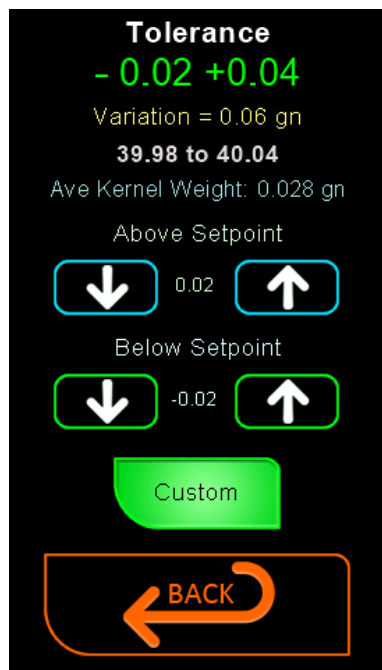 Tolerance
- 0.02 +0.04
Variation = 0.06 gn
39.98 to 40.04
Ave Kernel Weight: 0.028 gn
Above Setpoint
0.02
Below Setpoint
-0.02
Custom
BACK